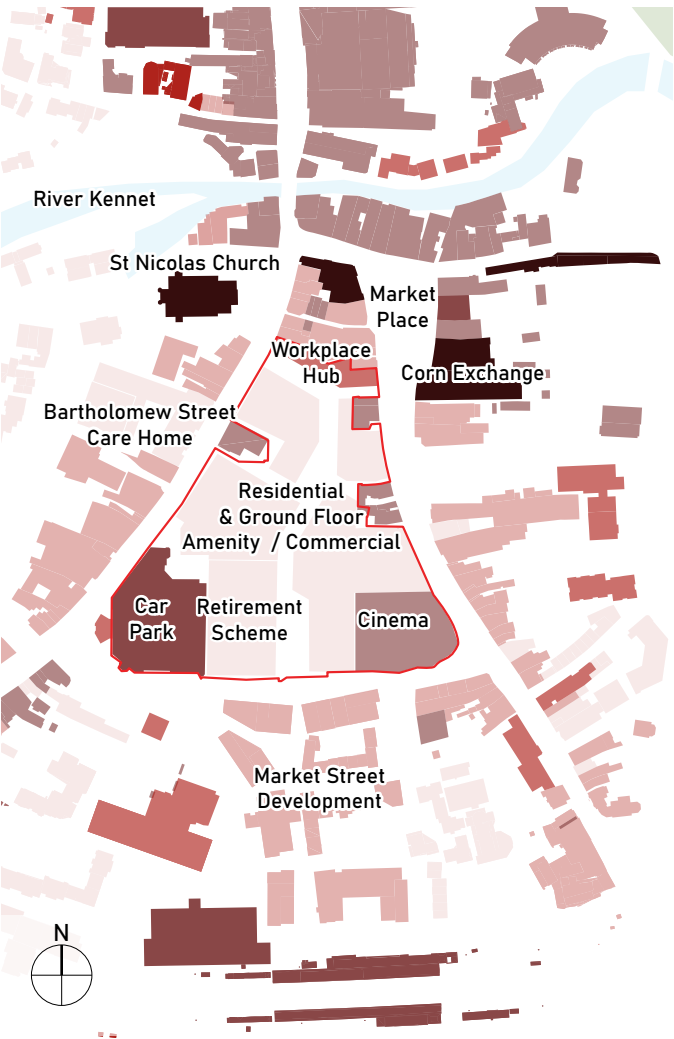 River Kennet
St Nicolas Church
Market
Place
Workplace
Hub
Corn Exchange
Bartholomew Street
Care Home
Residential
& Ground Floor
Amenity / Commercial
Car
Park
Retirement
Scheme
Cinema
Market Street
Development
N